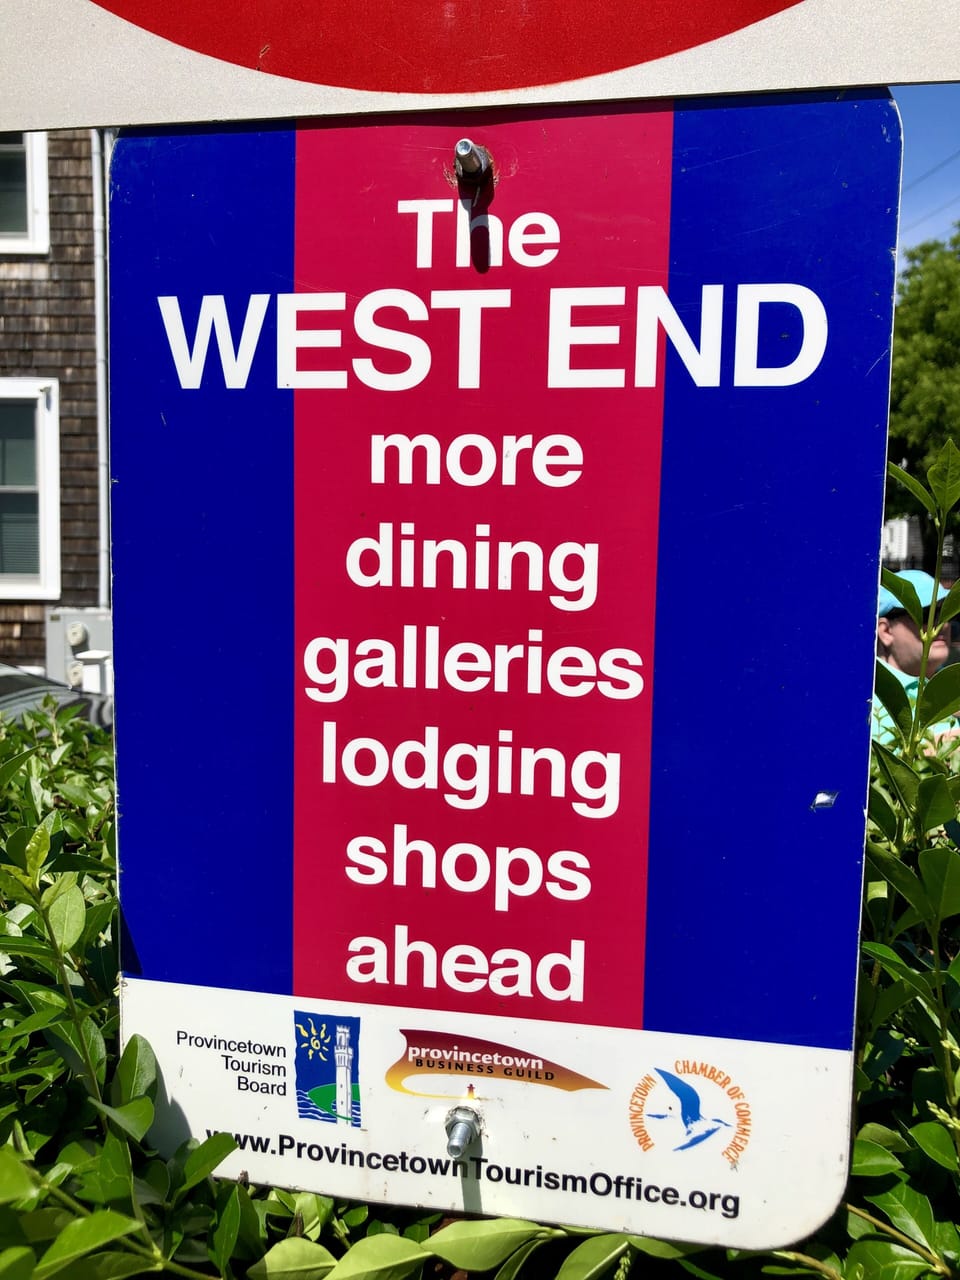 The
WEST END
more
dining
galleries
lodging
shops
ahead
Provincetown
Tourism
Board
provincetown
BUSINESS GUILD
PROVINCETOWN
CHAMBER OF COMMERCE
www.ProvincetownTourismOffice.org